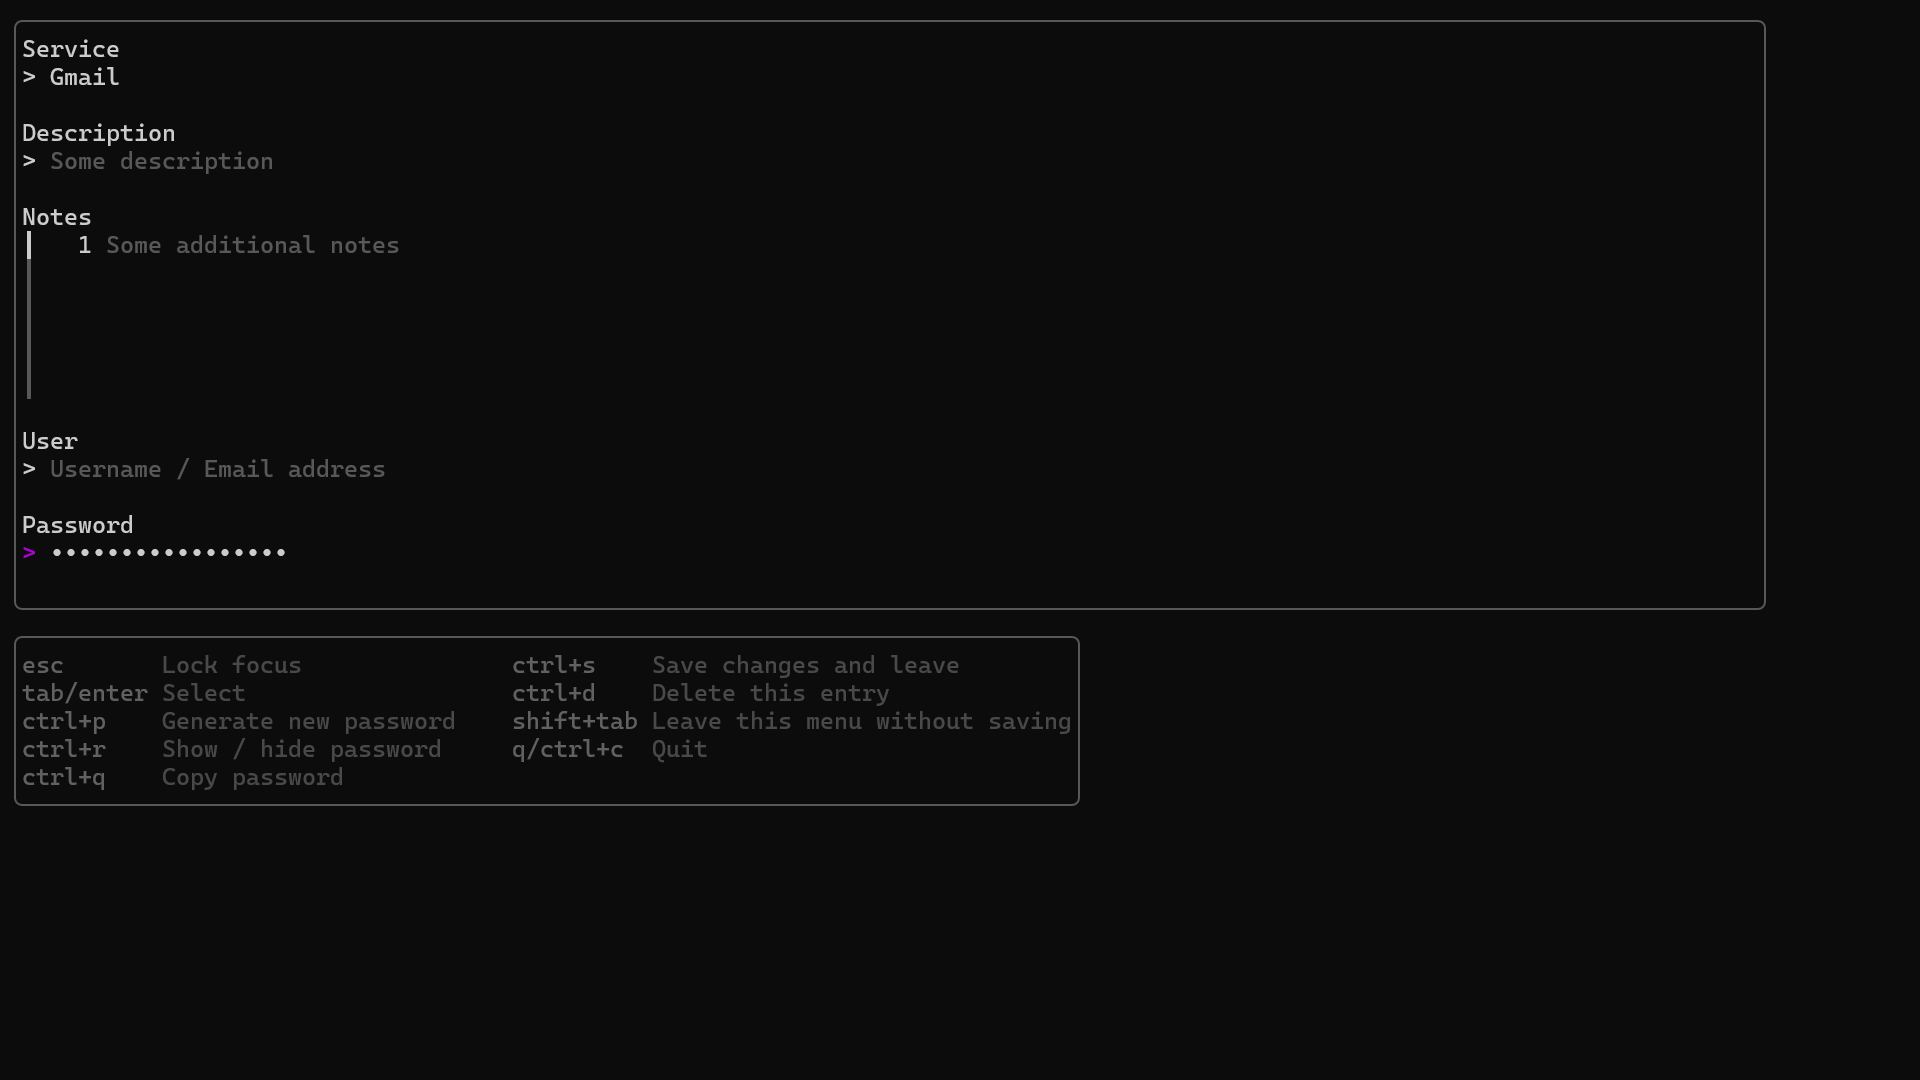 Service
> Gmail
Description
> Some description
Notes
1 Some additional notes
User
> Username / Email address
Password
> •••••••••••••••••
esc Lock focus ctrl+s Save changes and leave
tab/enter Select ctrl+d Delete this entry
ctrl+p Generate new password shift+tab Leave this menu without saving
ctrl+r Show / hide password q/ctrl+c Quit
ctrl+q Copy password